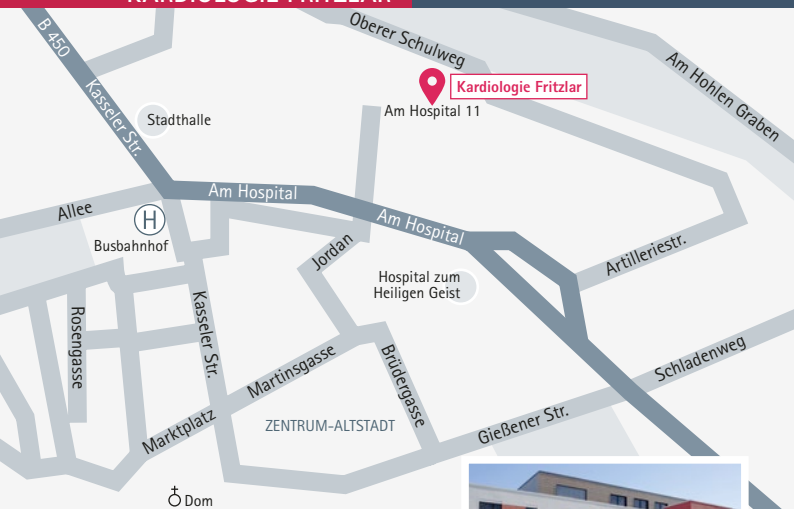 KARDIOLOGIE FRITZLAR
B 450
Kasseler Str.
Oberer Schulweg
Am Hohlen Graben
Kardiologie Fritzlar
Am Hospital 11
Stadthalle
Am Hospital
Allee
H
Busbahnhof
Am Hospital
Jordan
Artilleriestr.
Hospital zum
Heiligen Geist
Rosengasse
Kasseler Str.
Martinsgasse
Brüdergasse
Schladenweg
Marktplatz
ZENTRUM-ALTSTADT
Gießener Str.
Dom